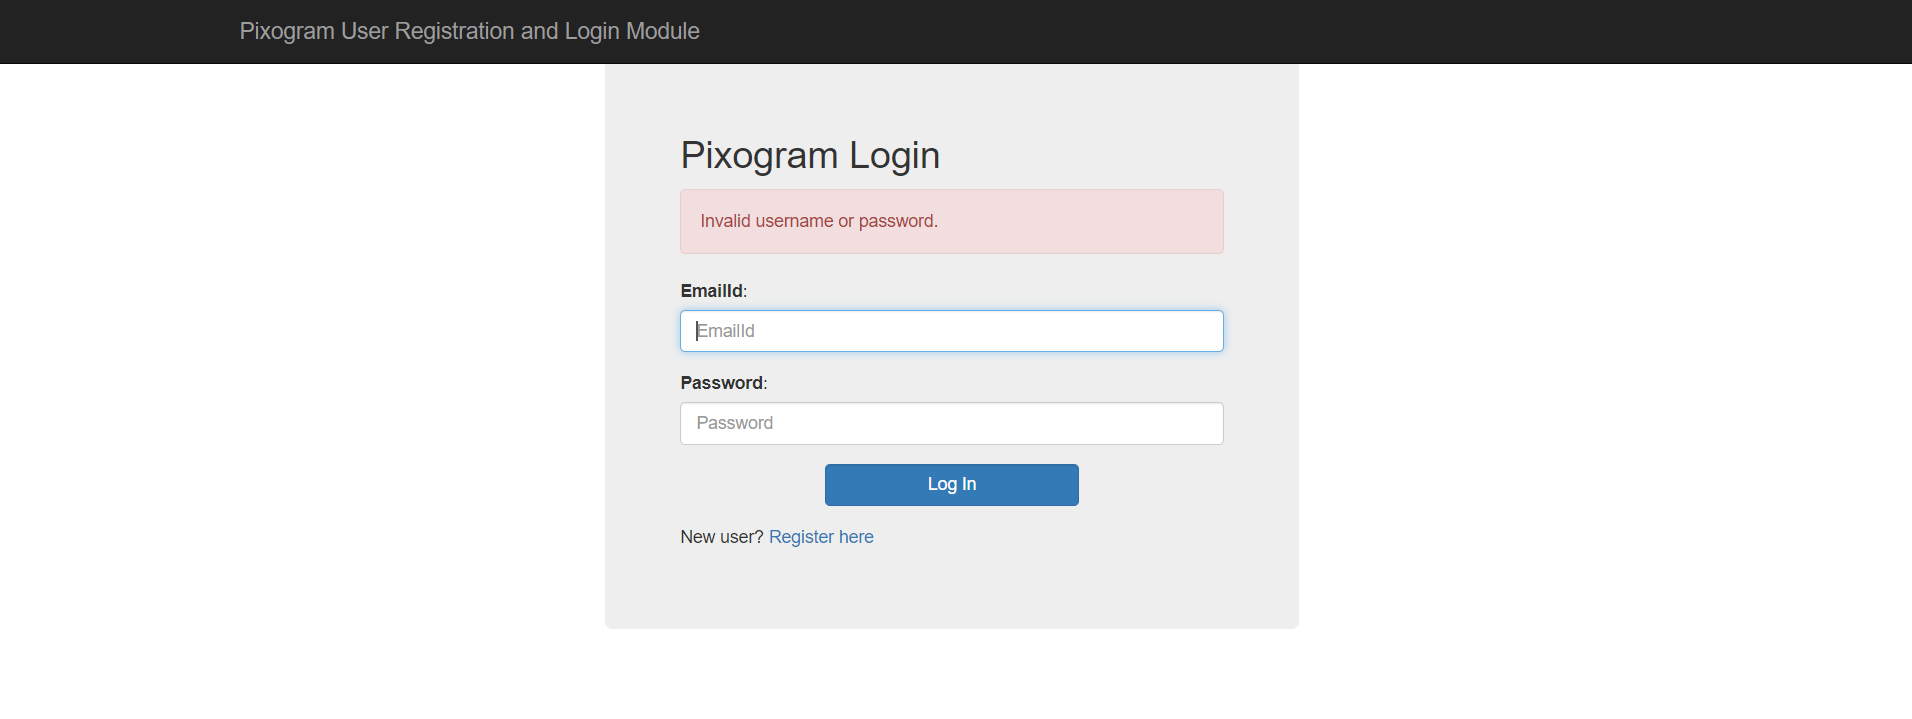 Pixogram User Registration and Login Module
Pixogram Login
Invalid username or password.
EmailId:
EmailId
Password:
Password
Log In
New user? Register here